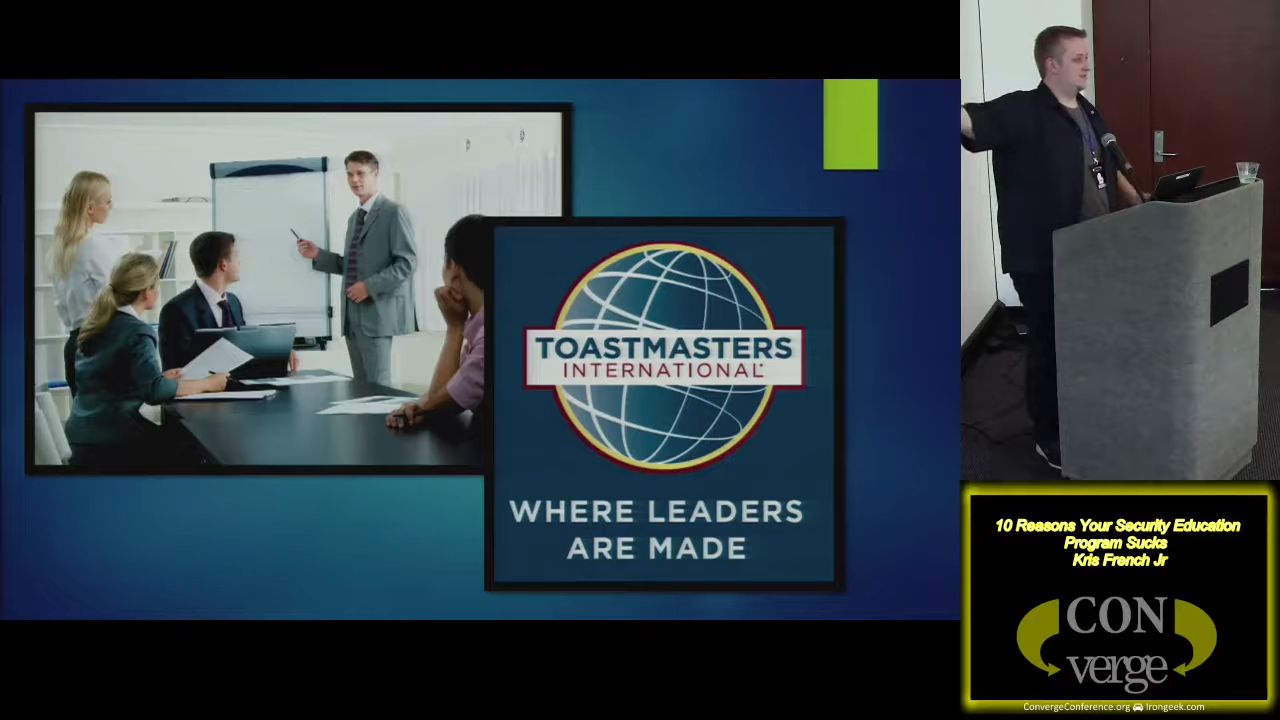 TOASTMASTERS
INTERNATIONAL
WHERE LEADERS
ARE MADE
10 Reasons Your Security Education
Program Sucks
Kris French Jr
CON
verge
ConvergeConference.org Irongeek.com